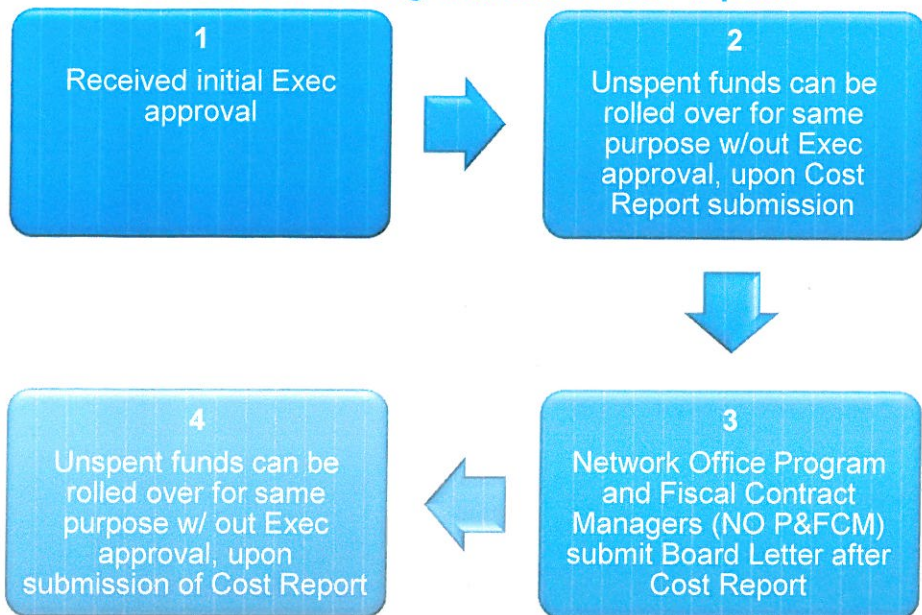 1
Received initial Exec
approval
2
Unspent funds can be
rolled over for same
purpose w/out Exec
approval, upon Cost
Report submission
4
Unspent funds can be
rolled over for same
purpose w/ out Exec
approval, upon
submission of Cost Report
3
Network Office Program
and Fiscal Contract
Managers (NO P&FCM)
submit Board Letter after
Cost Report